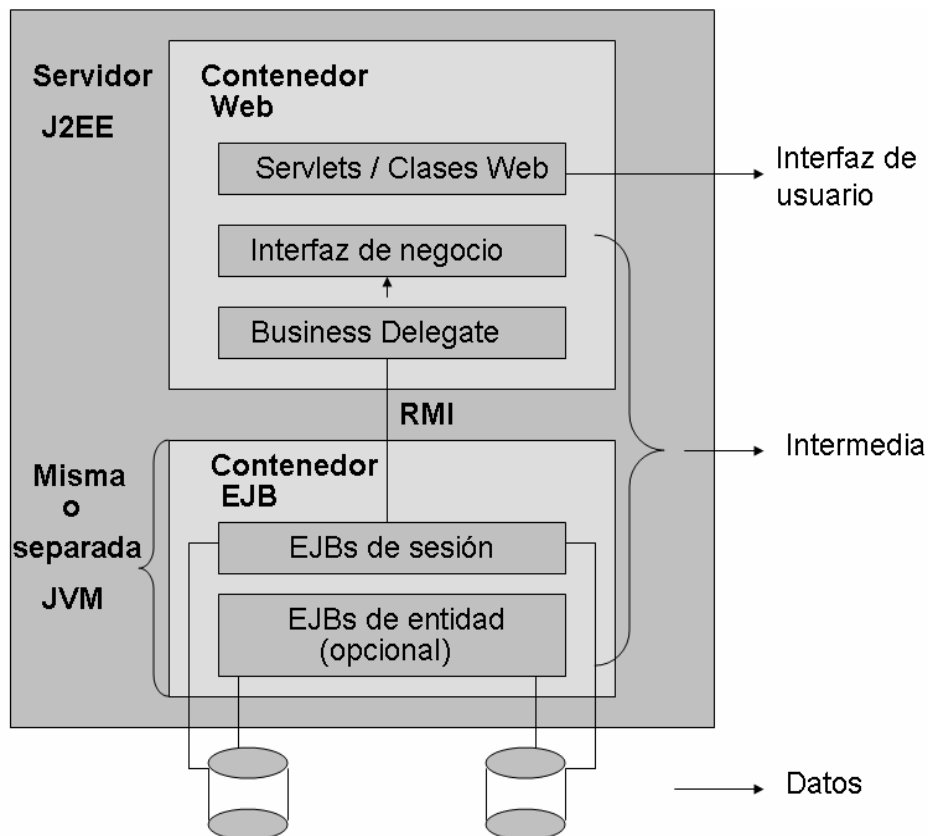 Servidor
J2EE
Contenedor
Web
Servlets / Clases Web
Interfaz de
usuario
Interfaz de negocio
Business Delegate
RMI
Intermedia
Misma
o
separada
JVM
Contenedor
EJB
EJBs de sesión
EJBs de entidad
(opcional)
Datos